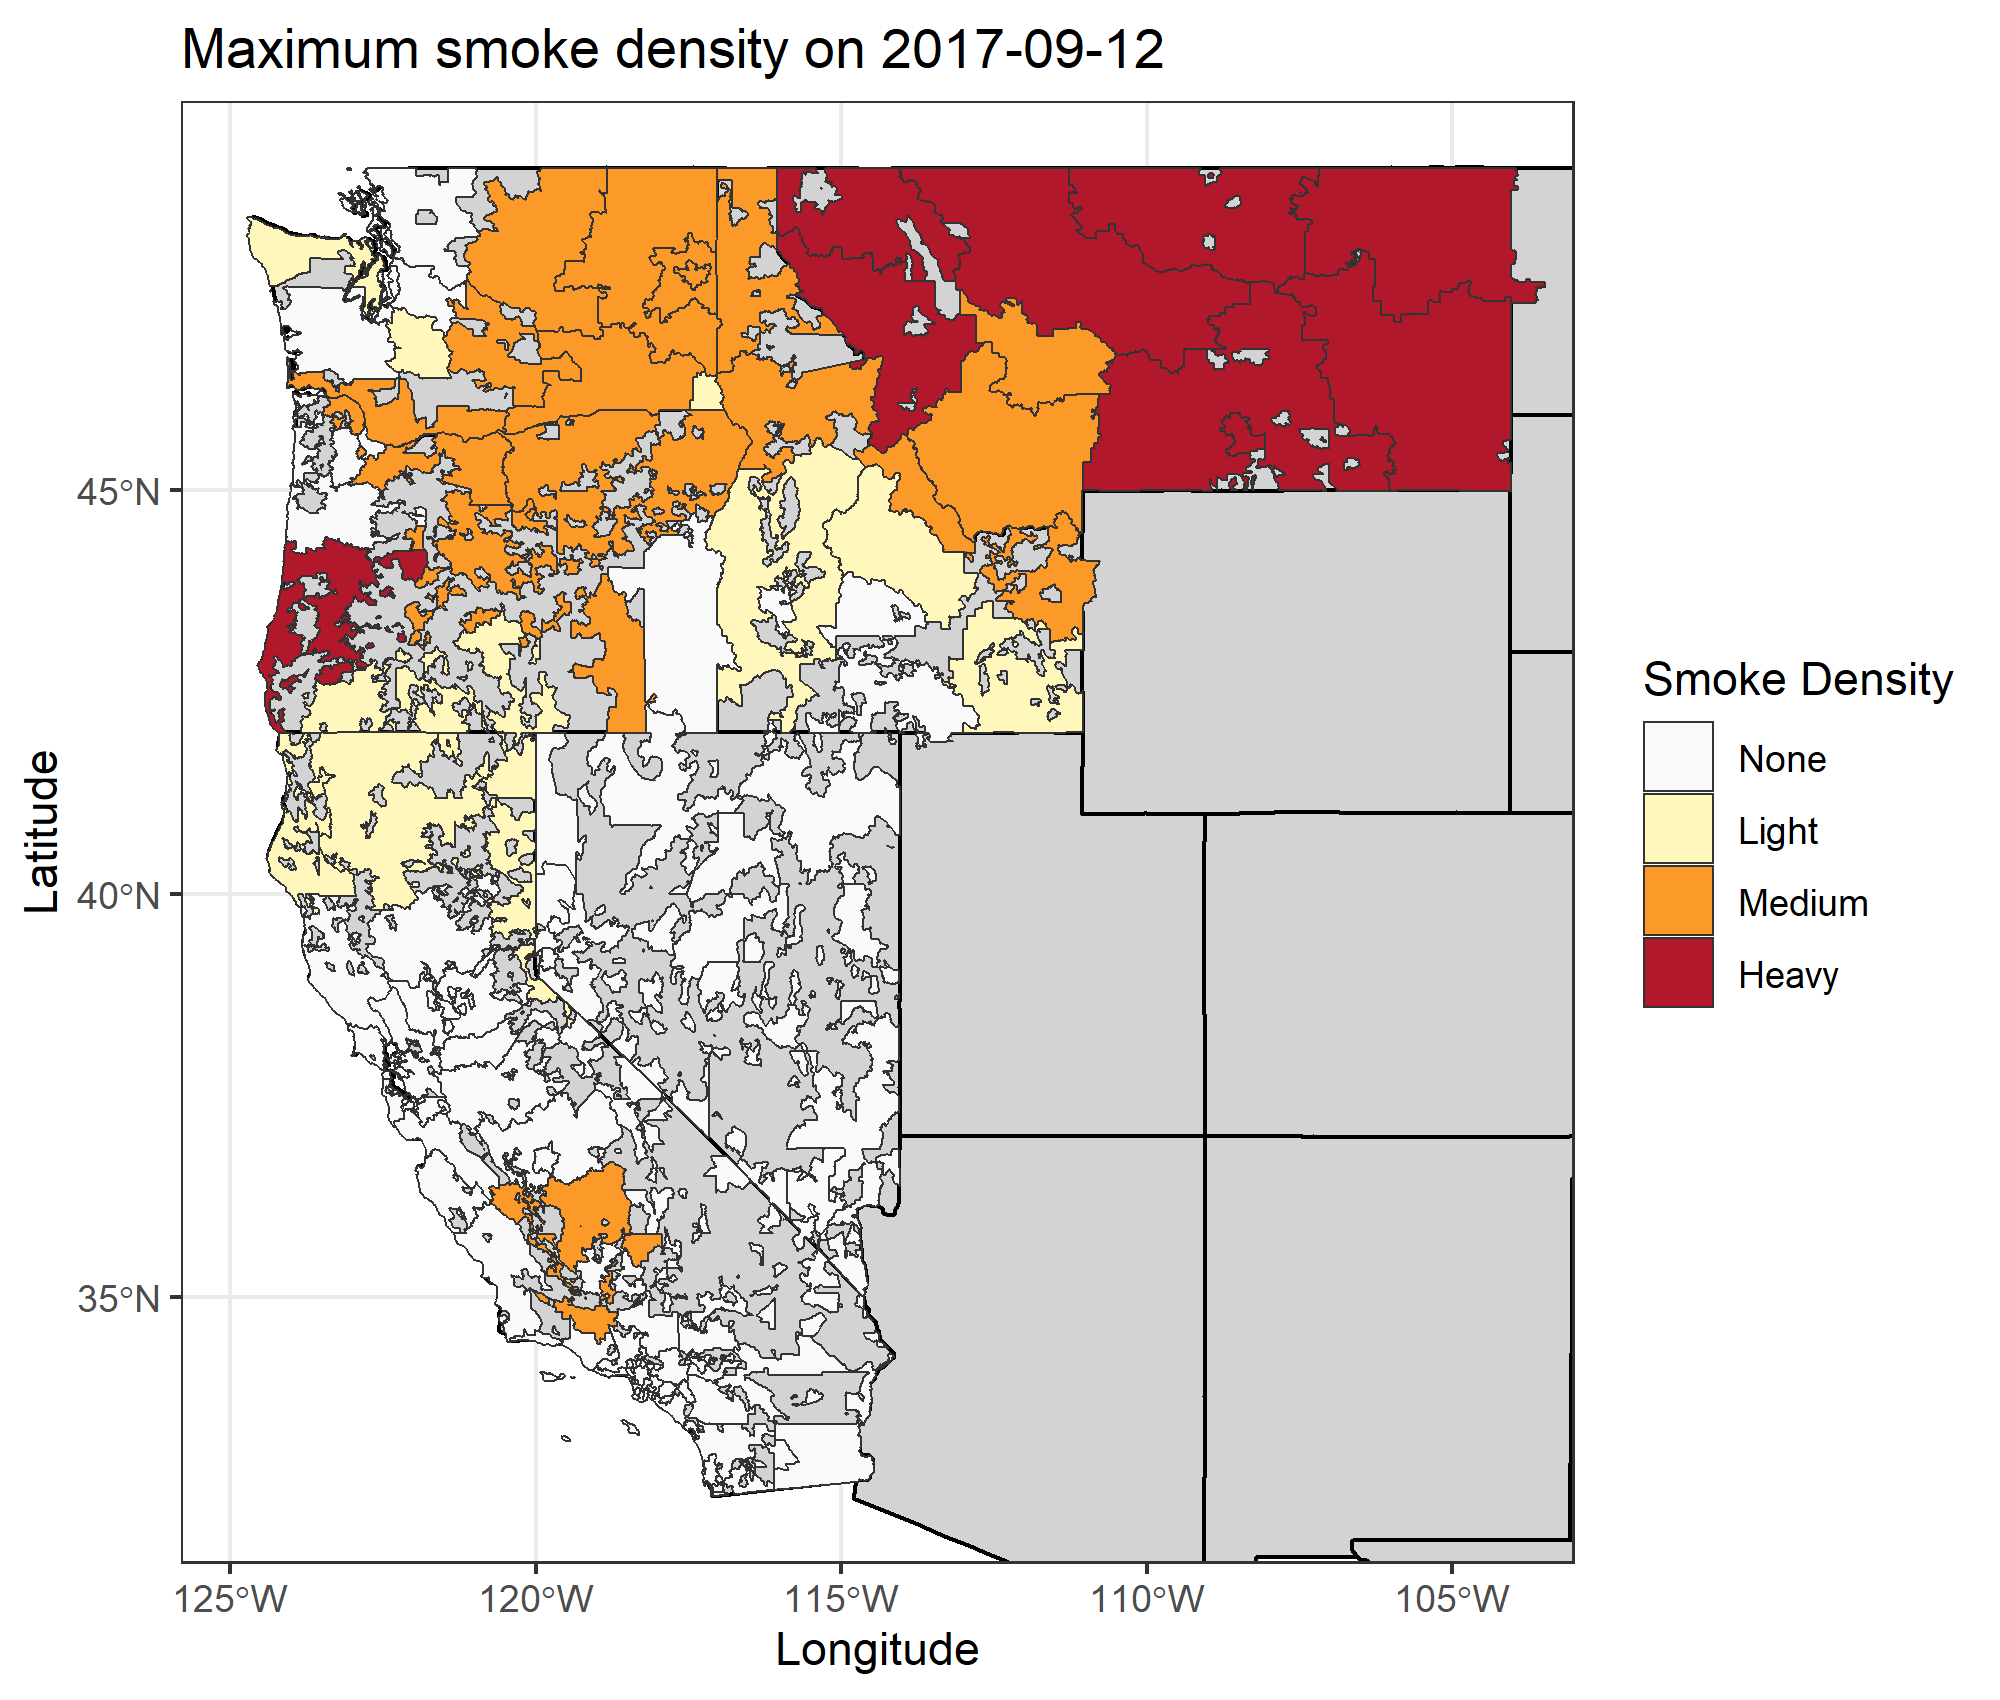 Maximum smoke density on 2017-09-12
Latitude
45°N
40°N
35°N
125°W
120°W
115°W
110°W
105°W
Longitude
Smoke Density
None
Light
Medium
Heavy